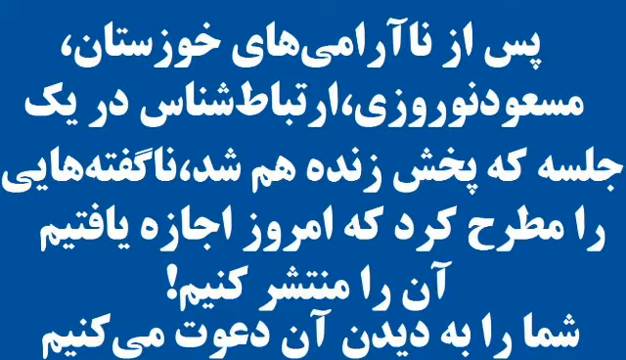 پس از ناآرامی‌های خوزستان،
مسعودنوروزی،ارتباط‌شناس در یک
جلسه که پخش زنده هم شد،ناگفته‌هایی
را مطرح کرد که امروز اجازه یافتیم
آن را منتشر کنیم!
شما را به دیدن آن دعوت می‌کنیم